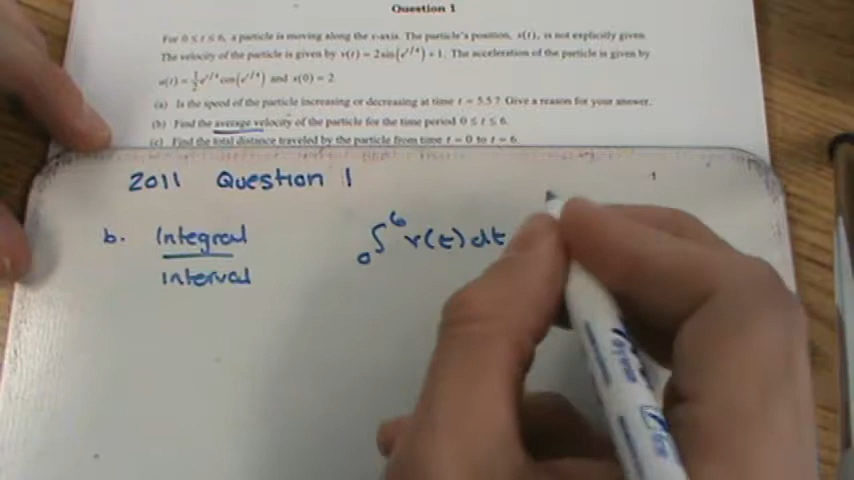 Question 1
For 0 ≤ t ≤ 6, a particle is moving along the x-axis. The particle's position, x(t), is not explicitly given.
The velocity of the particle is given by v(t) = 2sin(e^{t/4}) + 1. The acceleration of the particle is given by
a(t) = 1/2 e^{t/4} cos(e^{t/4}) and x(0) = 2.
(a) Is the speed of the particle increasing or decreasing at time t = 5.5? Give a reason for your answer.
(b) Find the average velocity of the particle for the time period 0 ≤ t ≤ 6.
(c) Find the total distance traveled by the particle from time t = 0 to t = 6.
2011 Question 1
b. Integral
interval
₀∫⁶ v(t) dt